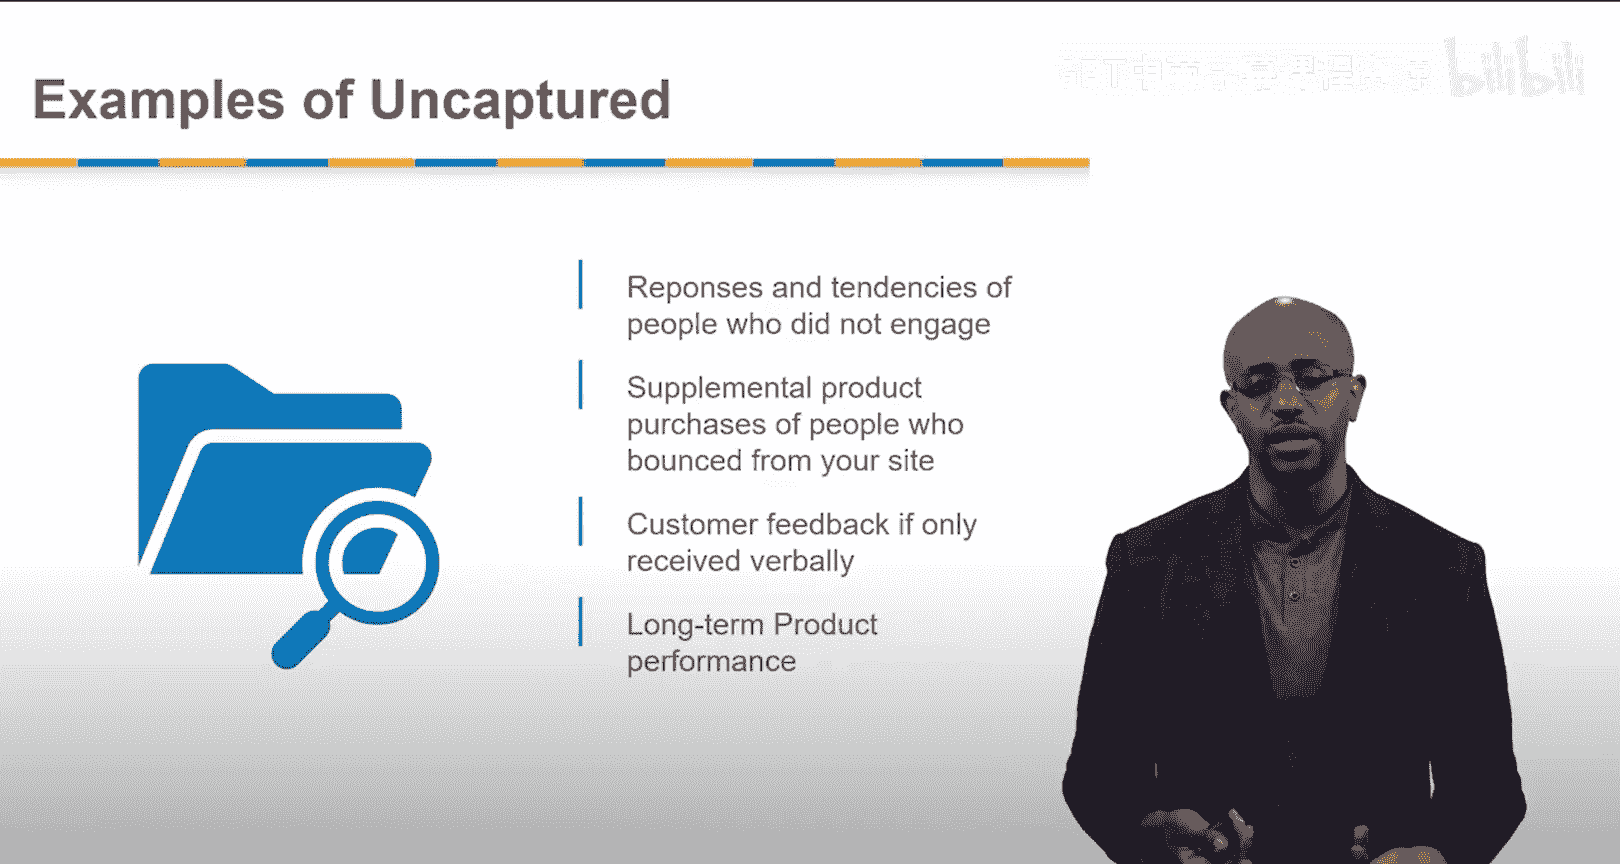 Examples of Uncaptured
bilibili
Reponses and tendencies of
people who did not engage
Supplemental product
purchases of people who
bounced from your site
Customer feedback if only
received verbally
Long-term Product
performance